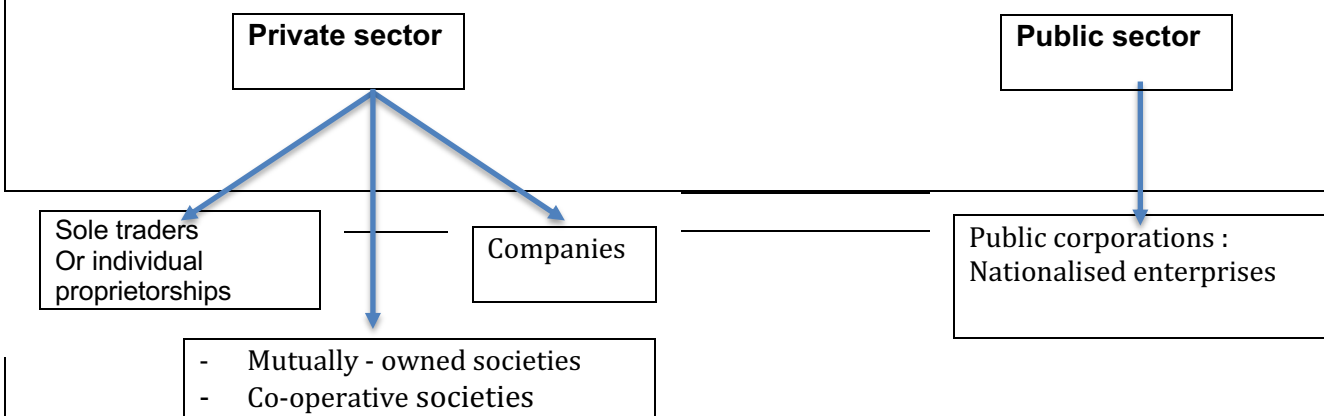 Private sector
Public sector
Sole traders
Or individual
proprietorships
Companies
Public corporations :
Nationalised enterprises
- Mutually - owned societies
- Co-operative societies